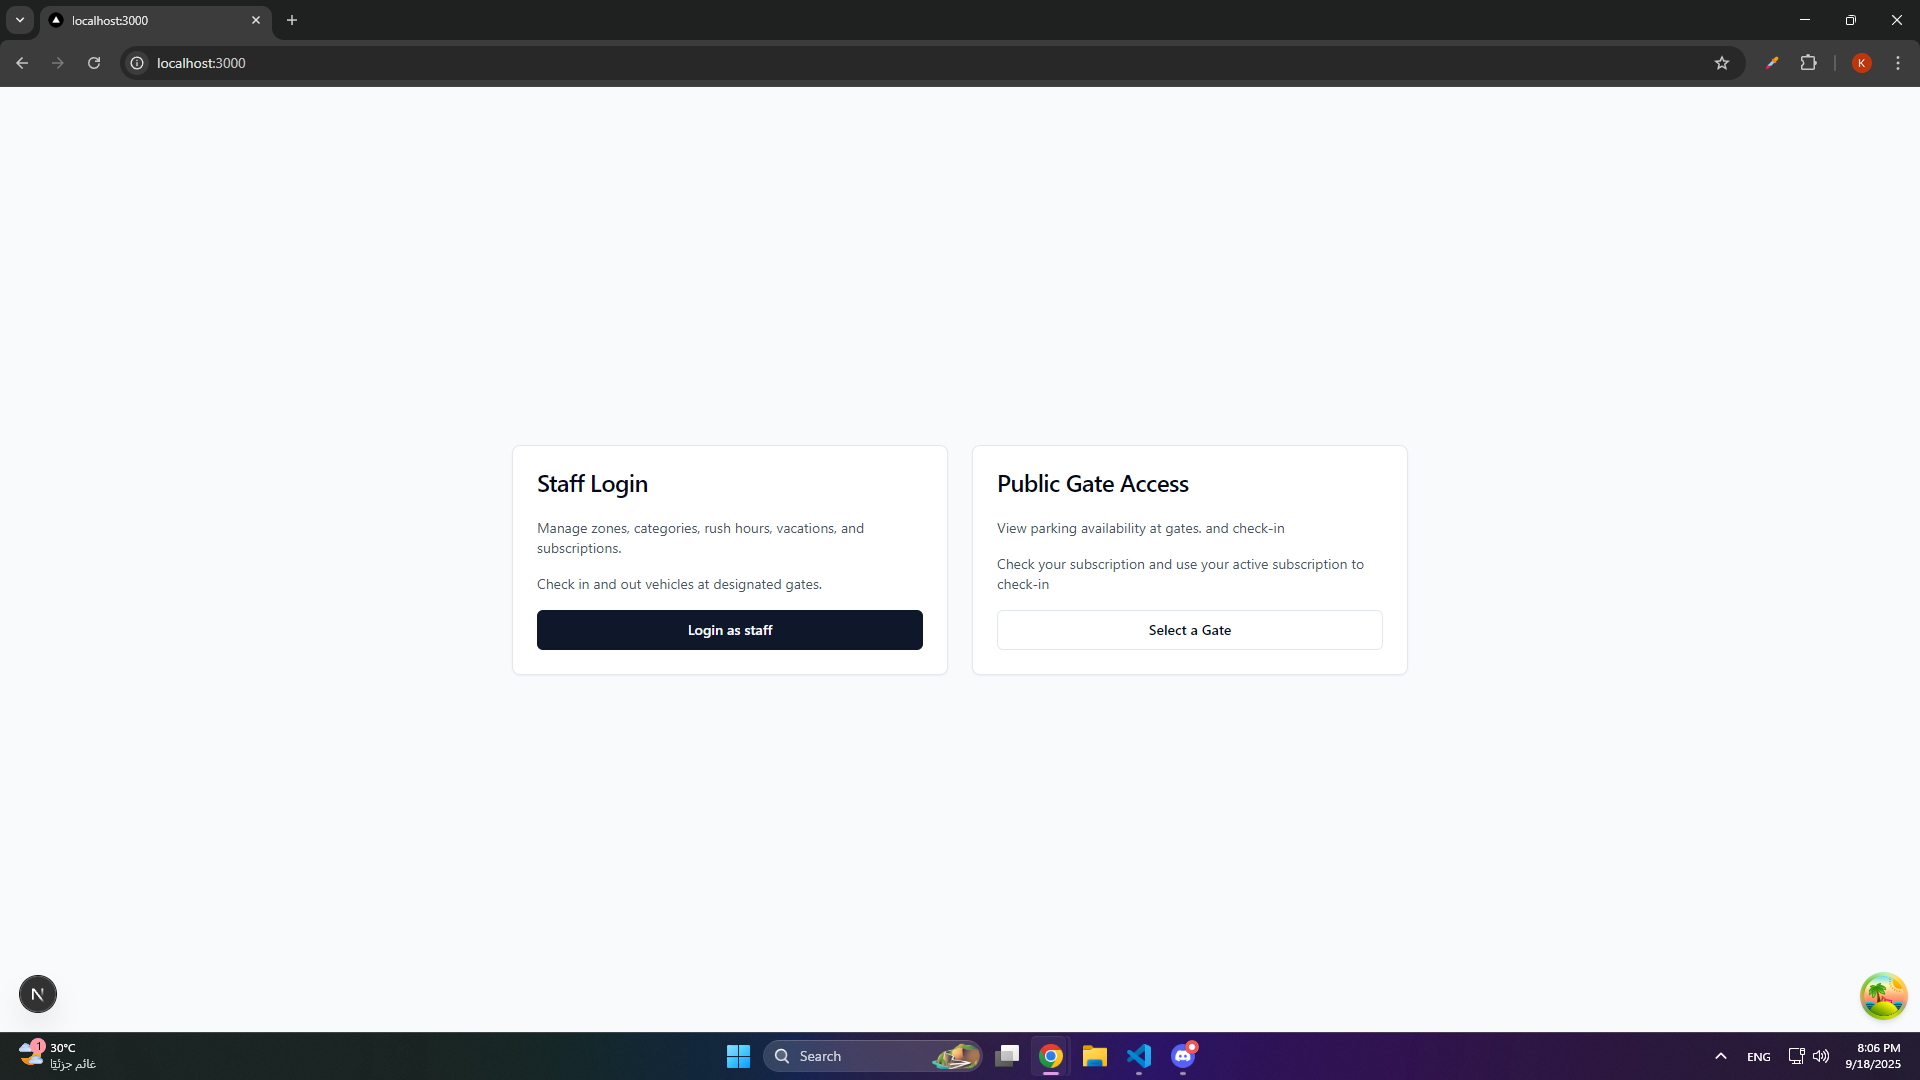 localhost:3000
localhost:3000
K
Staff Login
Manage zones, categories, rush hours, vacations, and
subscriptions.
Check in and out vehicles at designated gates.
Login as staff
Public Gate Access
View parking availability at gates. and check-in
Check your subscription and use your active subscription to
check-in
Select a Gate
N
1
30°C
غائم جزئيًا
Search
ENG
8:06 PM
9/18/2025